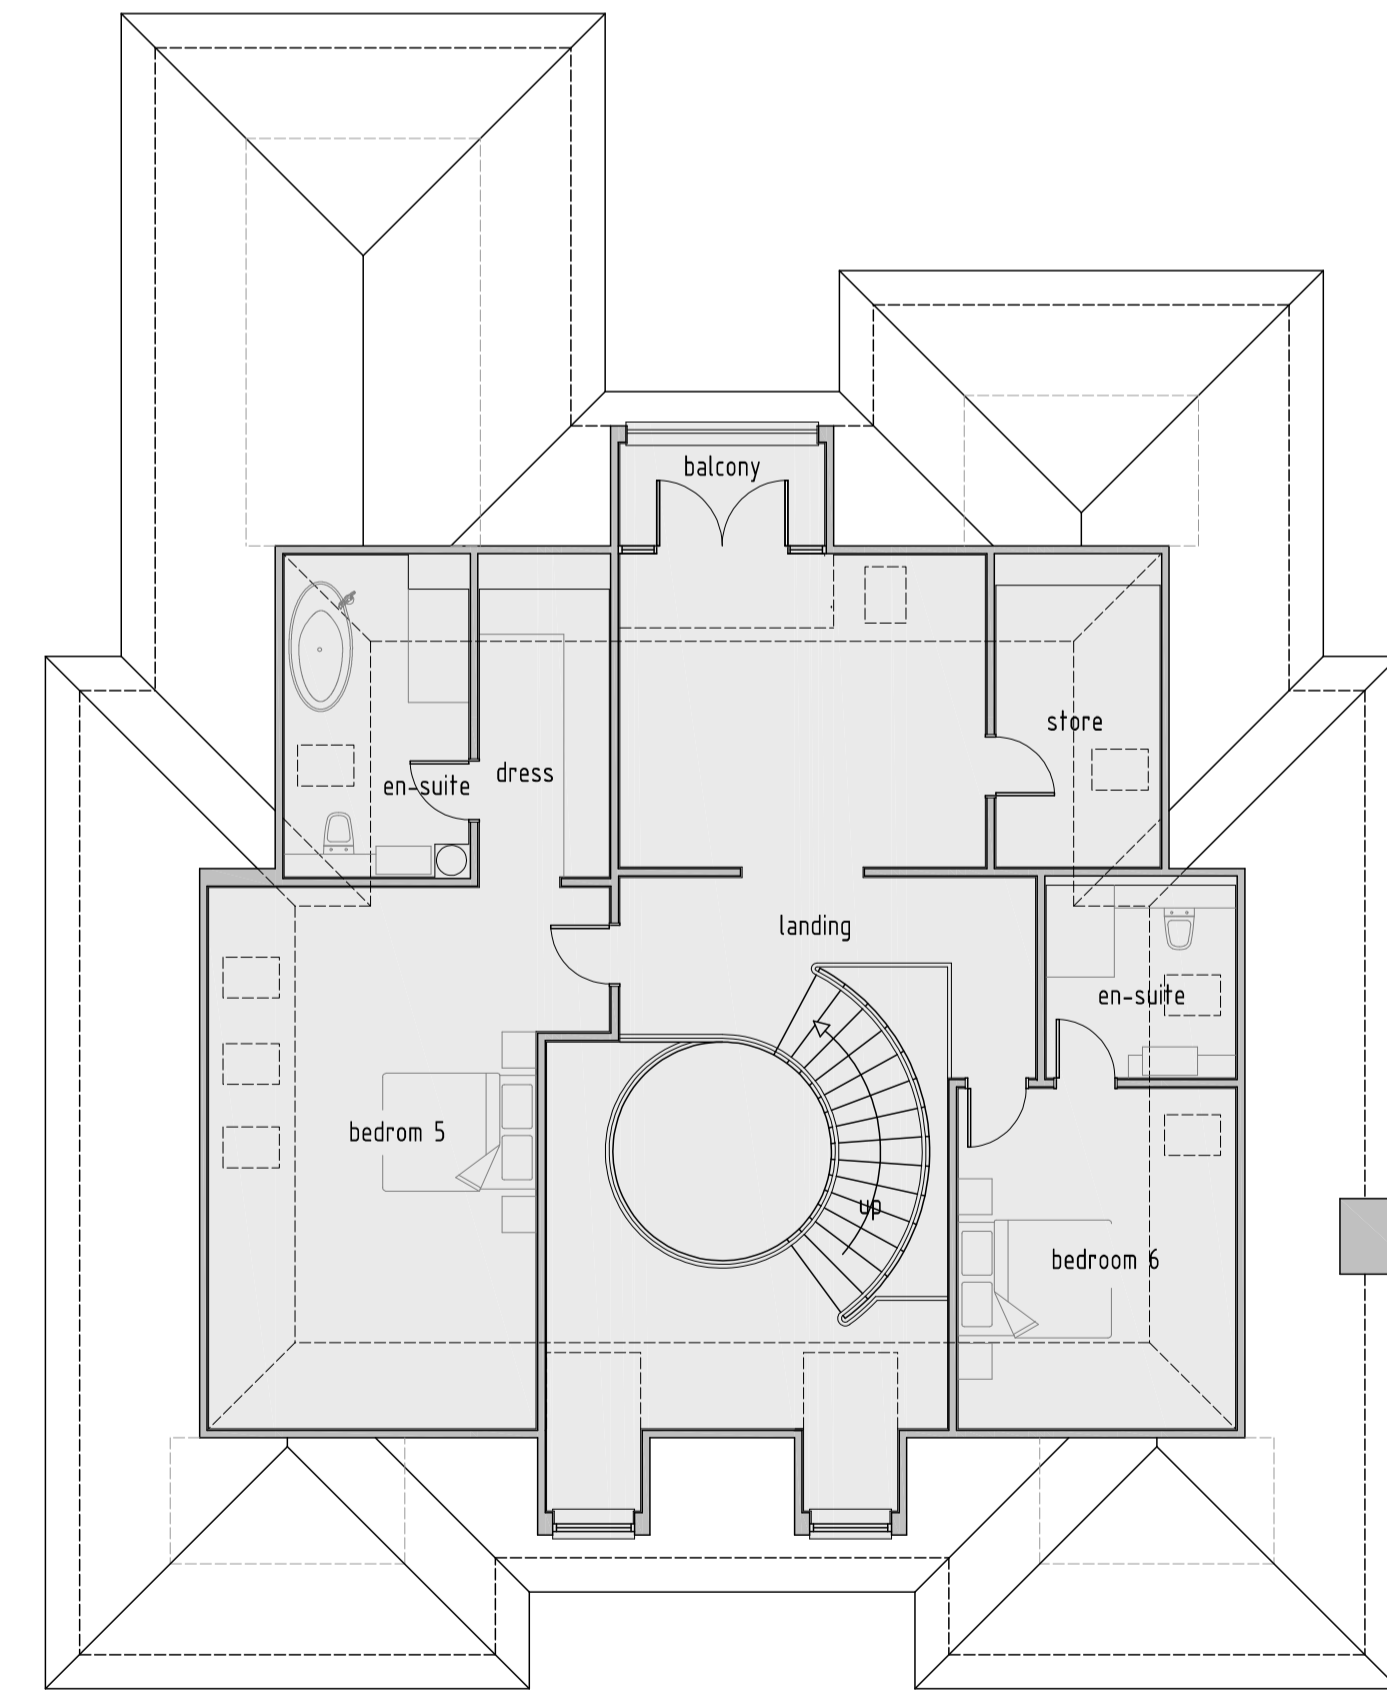 balcony
store
dress
en-suite
landing
en-suite
bedrom 5
up
bedroom 6